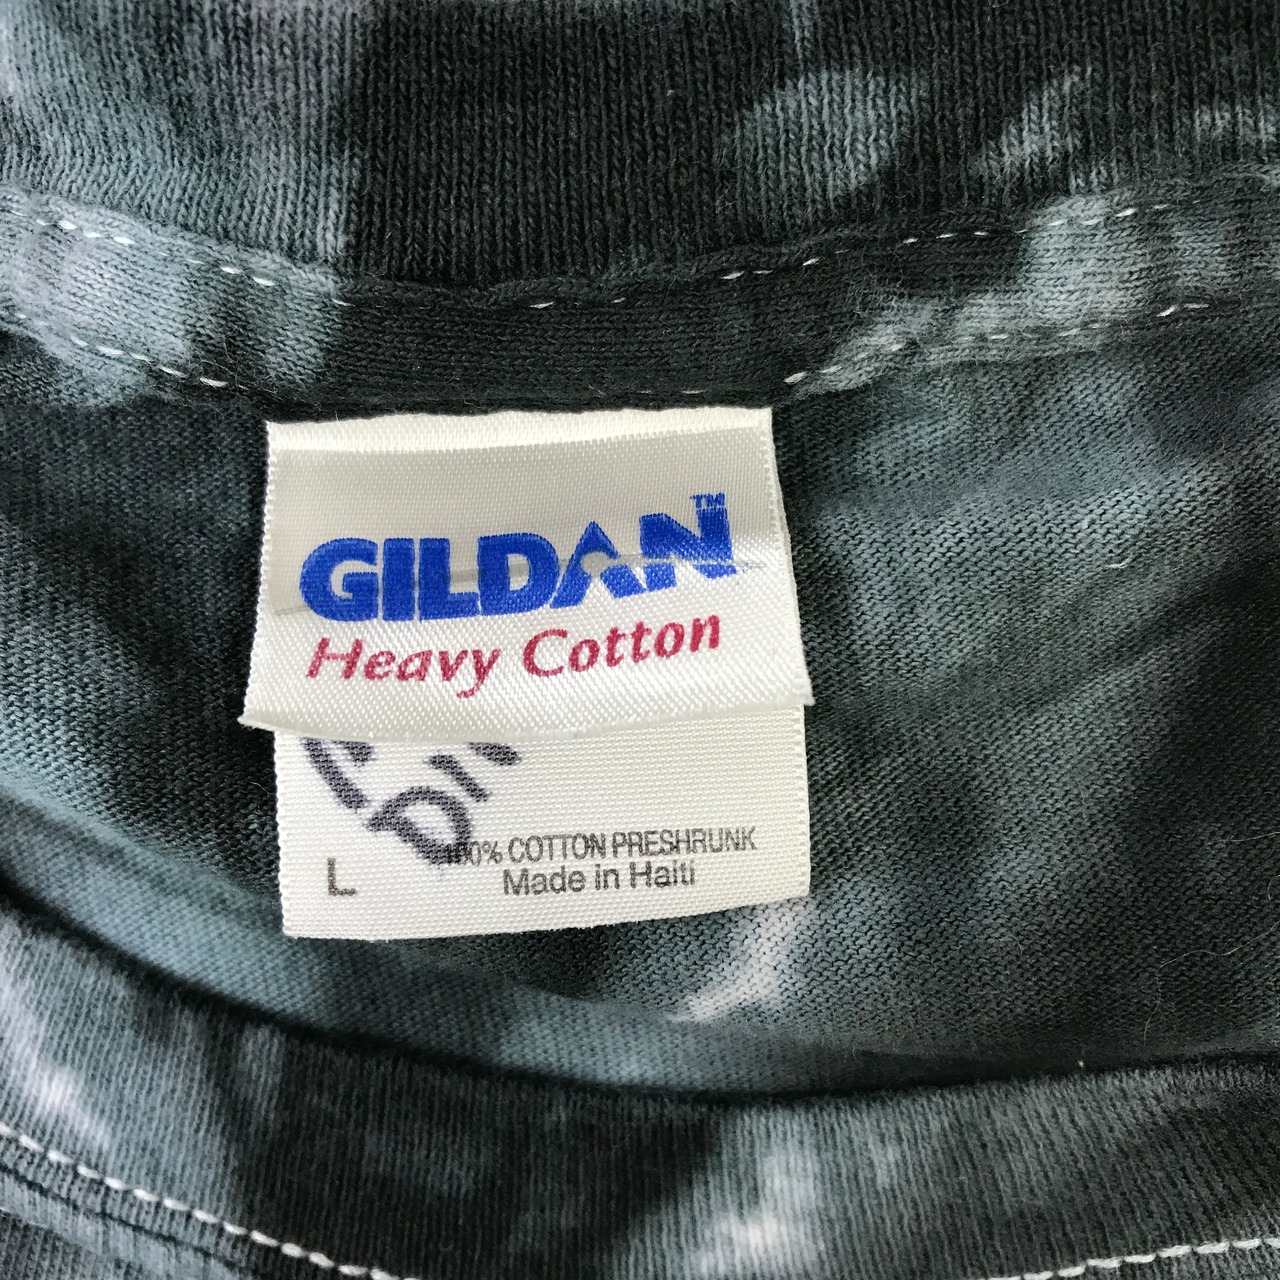 GILDAN™
Heavy Cotton
100% COTTON PRESHRUNK
L Made in Haiti